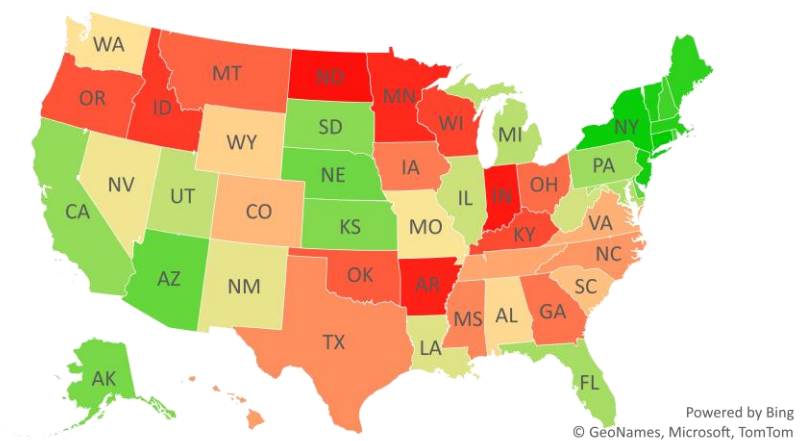 WA
MT
ND
MN
OR
ID
WI
MI
NY
SD
WY
PA
IA
NE
OH
NV
UT
IL
IN
CO
CA
KS
MO
KY
VA
NC
AZ
NM
OK
AR
SC
MS
AL
GA
TX
LA
AK
FL
Powered by Bing
© GeoNames, Microsoft, TomTom